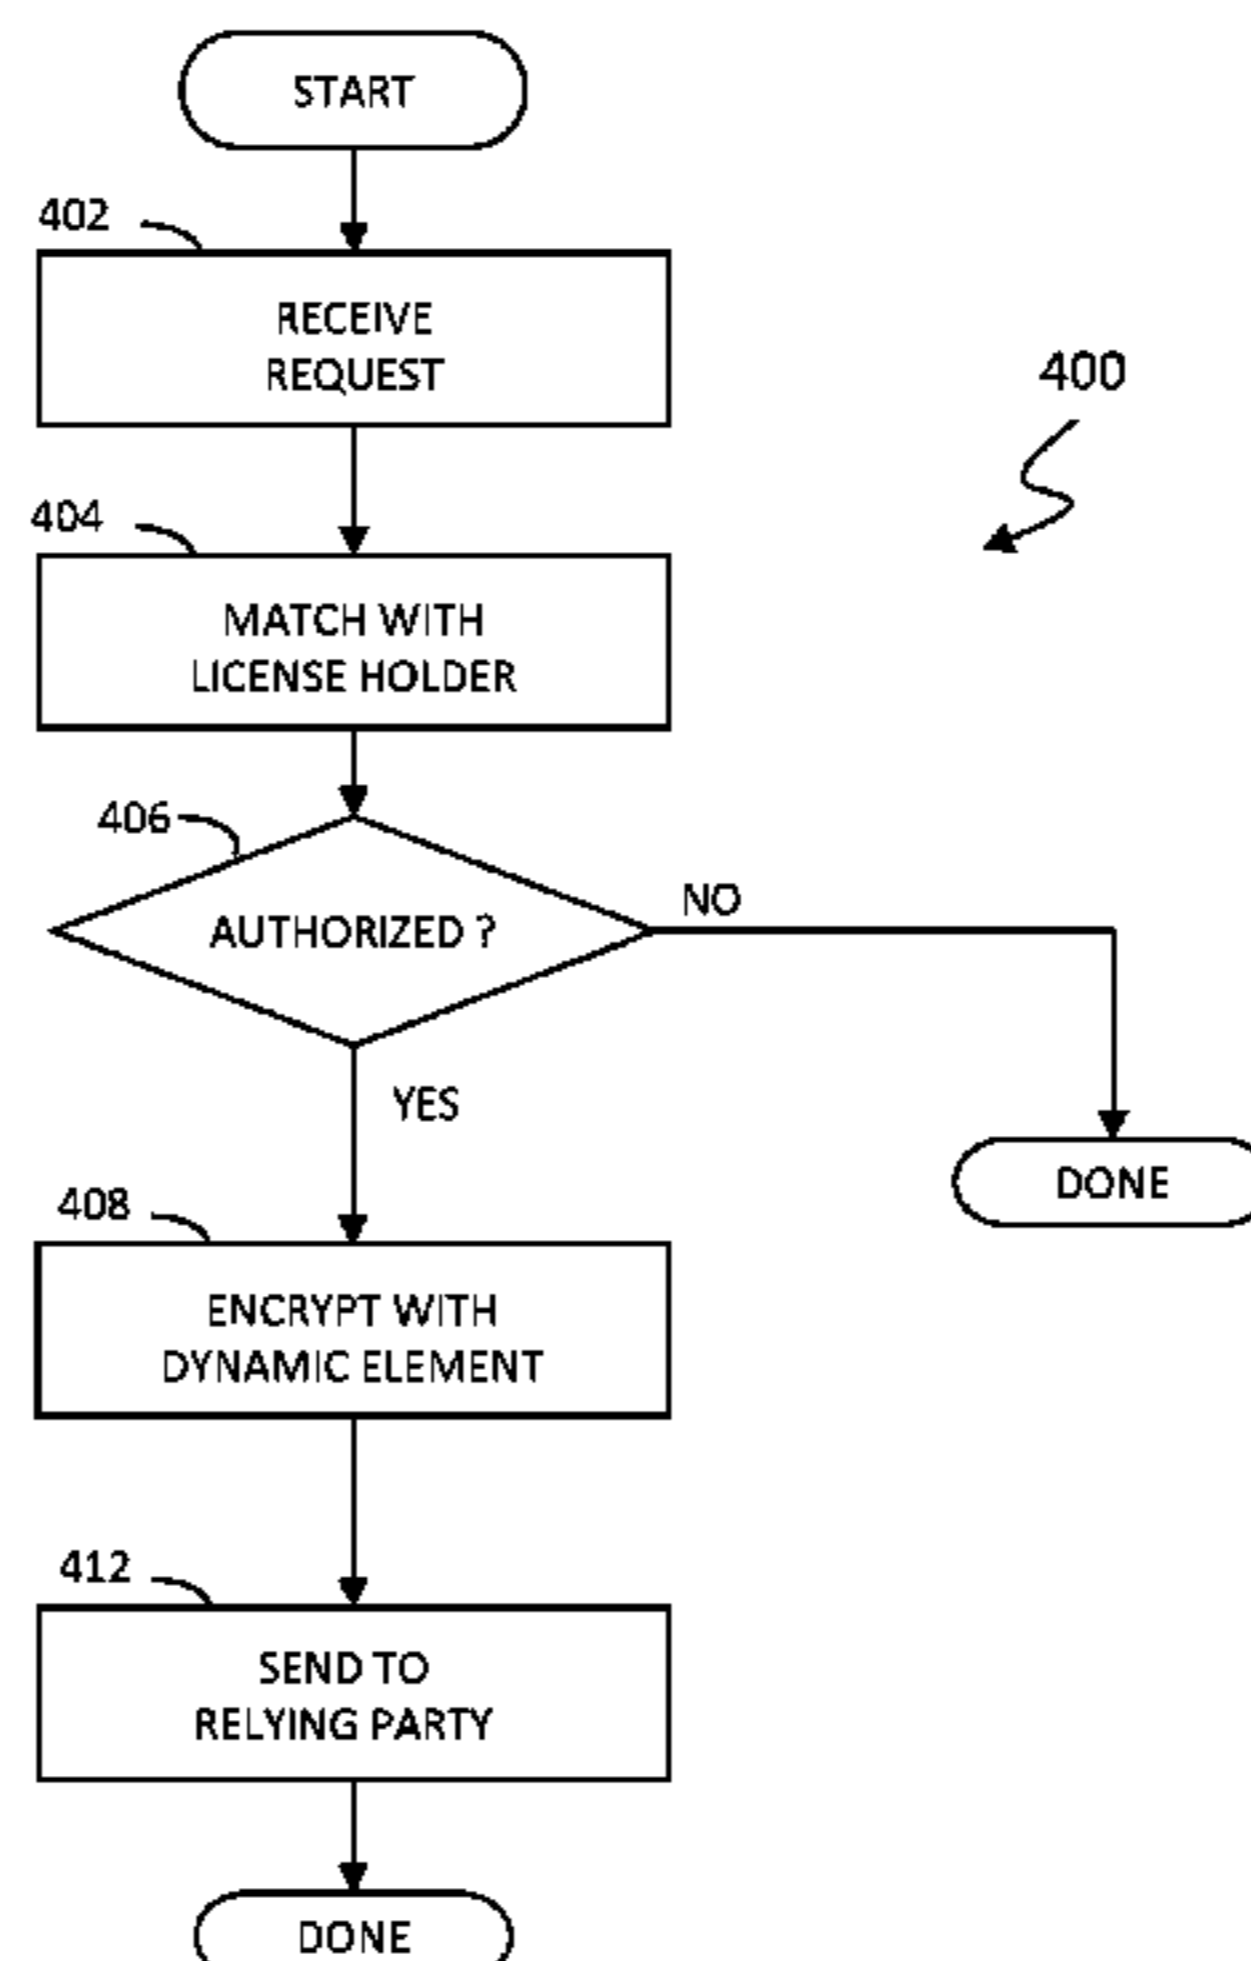 START
402
RECEIVE
REQUEST
400
404
MATCH WITH
LICENSE HOLDER
406
AUTHORIZED ?
NO
YES
DONE
408
ENCRYPT WITH
DYNAMIC ELEMENT
412
SEND TO
RELYING PARTY
DONE